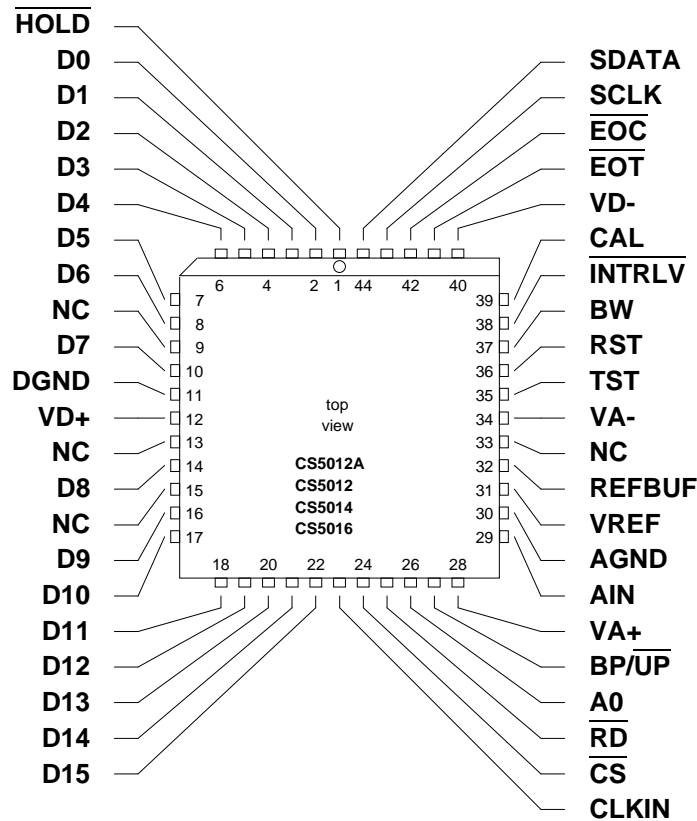 HOLD
D0
D1
D2
D3
D4
D5
D6
NC
D7
DGND
VD+
NC
D8
NC
D9
D10
D11
D12
D13
D14
D15
SDATA
SCLK
EOC
EOT
VD-
CAL
INTRLV
BW
RST
TST
VA-
NC
REFBUF
VREF
AGND
AIN
VA+
BP/UP
A0
RD
CS
CLKIN
6 4 2 1 44 42 40
7
8
9
10
11
12
13
14
15
16
17
39
38
37
36
35
34
33
32
31
30
29
top
view
CS5012A
CS5012
CS5014
CS5016
18 20 22 24 26 28